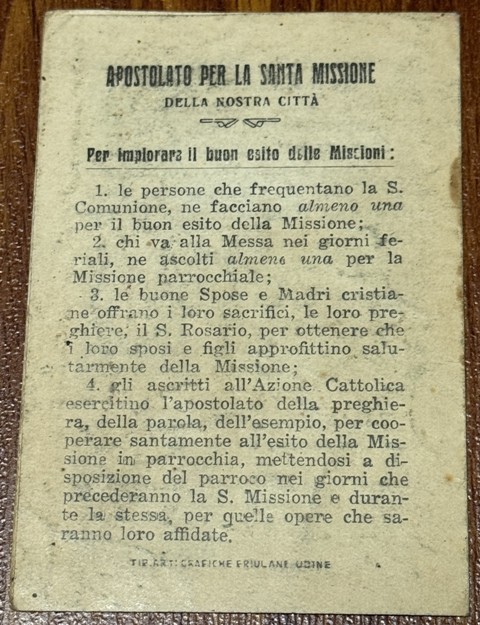 APOSTOLATO PER LA SANTA MISSIONE
DELLA NOSTRA CITTÀ
Per implorare il buon esito delle Missioni:
1. le persone che frequentano la S.
Comunione, ne facciano almeno una
per il buon esito della Missione;
2. chi va alla Messa nei giorni fe-
riali, ne ascolti almeno una per la
Missione parrocchiale;
3. le buone Spose e Madri cristia-
ne offrano i loro sacrifici, le loro pre-
ghiere, il S. Rosario, per ottenere che
i loro sposi e figli approfittino salu-
tarmente della Missione;
4. gli ascritti all'Azione Cattolica
esercitino l'apostolato della preghie-
ra, della parola, dell'esempio, per coo-
perare santamente all'esito della Mis-
sione in parrocchia, mettendosi a di-
sposizione del parroco nei giorni che
precederanno la S. Missione e duran-
te la stessa, per quelle opere che sa-
ranno loro affidate.
TIP. ARTI GRAFICHE FRIULANE UDINE